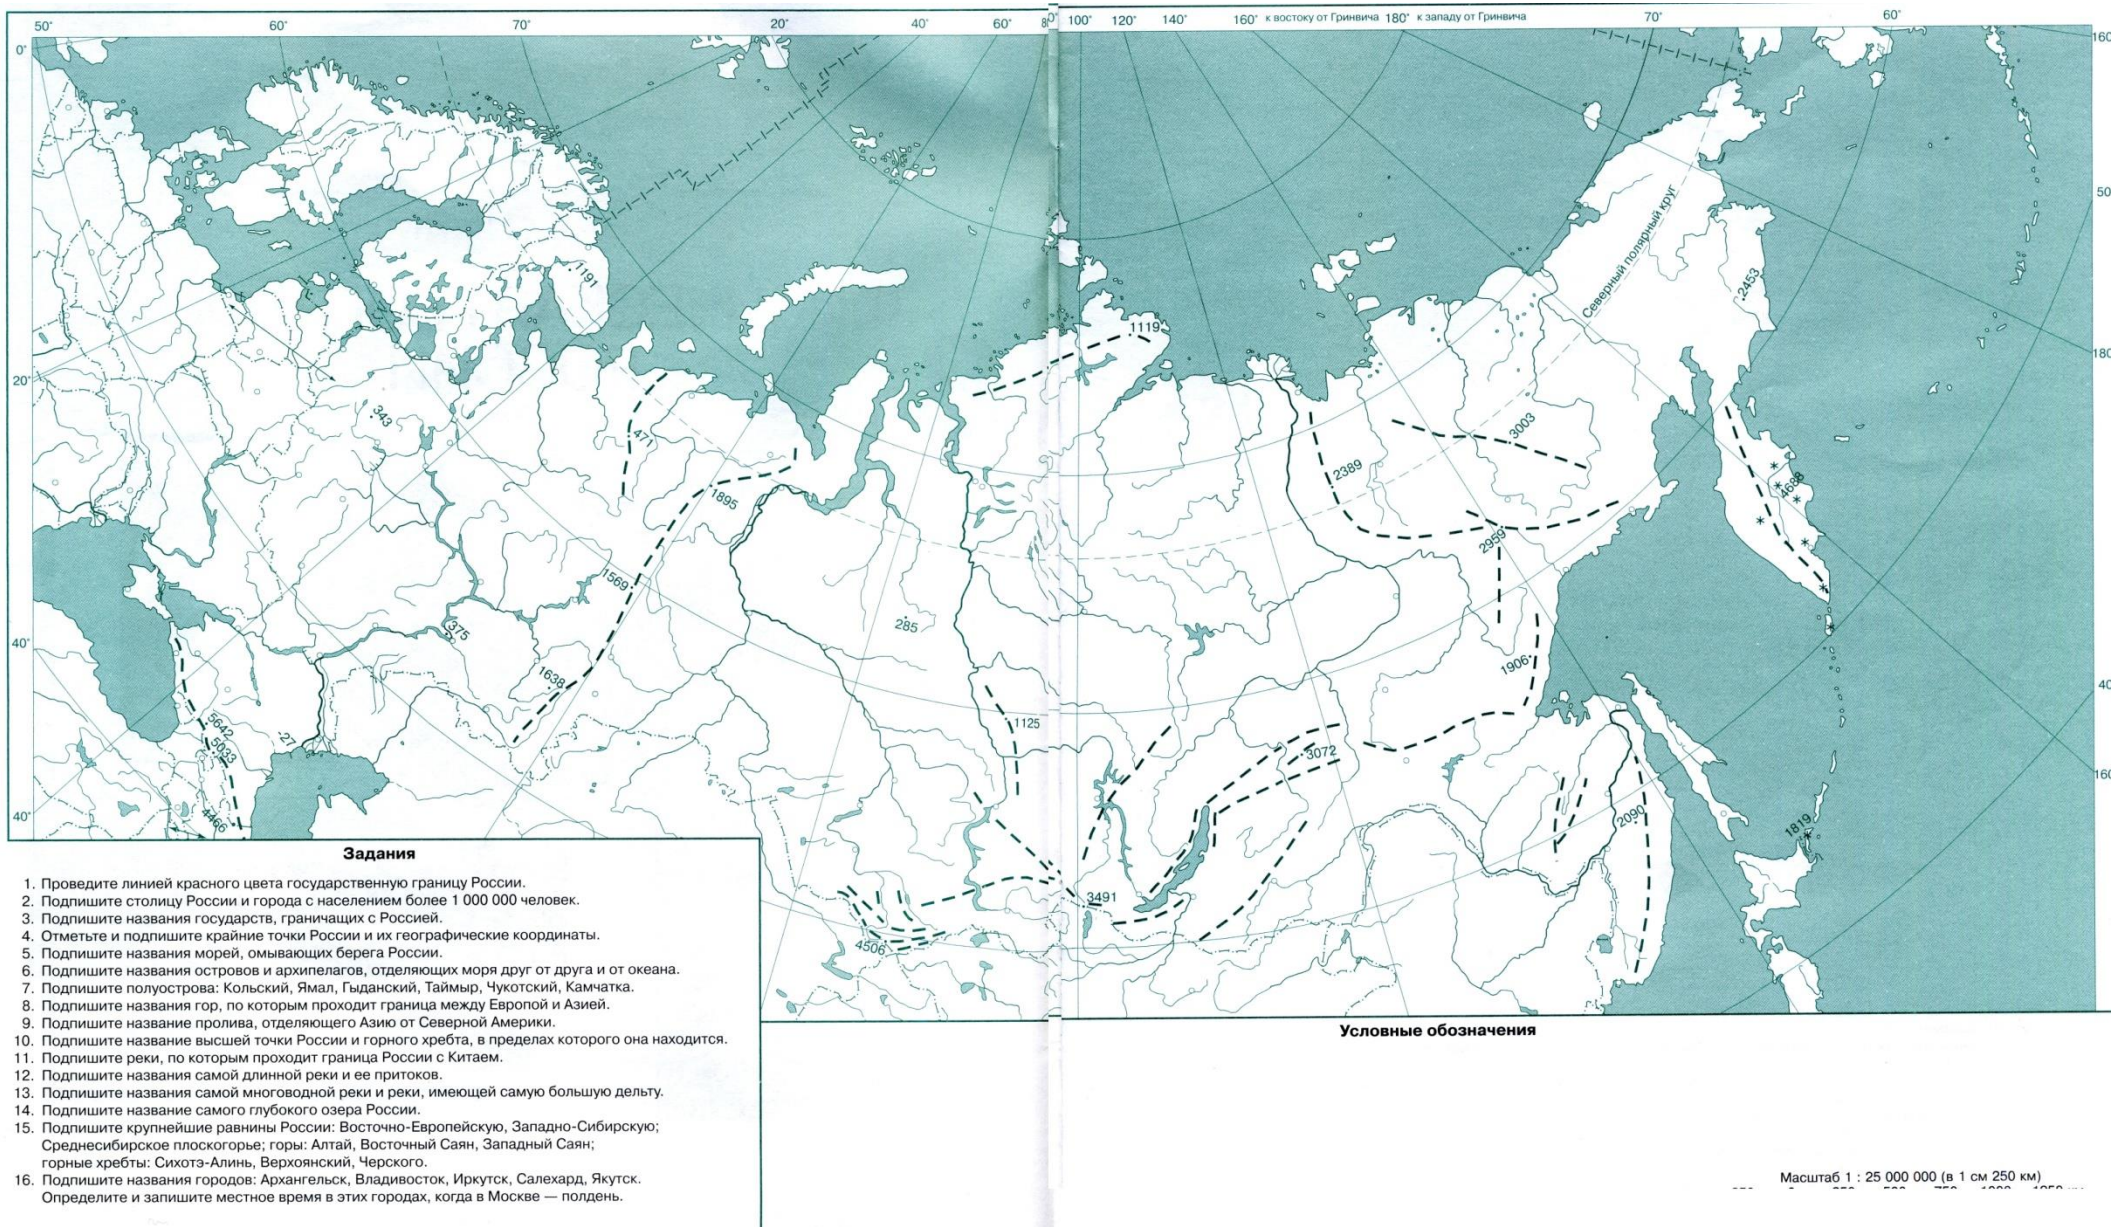 50° 60° 70° 20° 40° 60° 80° 100° 120° 140° 160° к востоку от Гринвича 180° к западу от Гринвича 70° 60°
0°
160
50
1191
Северный полярный круг
2453
1119
180
20°
343
471
3003
2389
4688
1895
2959
1569
285
375
40°
1906
1638
40
5642
1125
27
5033
3072
160
4466
40°
2090
1819
3491
4506
Задания
1. Проведите линией красного цвета государственную границу России.
2. Подпишите столицу России и города с населением более 1 000 000 человек.
3. Подпишите названия государств, граничащих с Россией.
4. Отметьте и подпишите крайние точки России и их географические координаты.
5. Подпишите названия морей, омывающих берега России.
6. Подпишите названия островов и архипелагов, отделяющих моря друг от друга и от океана.
7. Подпишите полуострова: Кольский, Ямал, Гыданский, Таймыр, Чукотский, Камчатка.
8. Подпишите названия гор, по которым проходит граница между Европой и Азией.
9. Подпишите название пролива, отделяющего Азию от Северной Америки.
10. Подпишите название высшей точки России и горного хребта, в пределах которого она находится.
11. Подпишите реки, по которым проходит граница России с Китаем.
12. Подпишите названия самой длинной реки и ее притоков.
13. Подпишите названия самой многоводной реки и реки, имеющей самую большую дельту.
14. Подпишите название самого глубокого озера России.
15. Подпишите крупнейшие равнины России: Восточно-Европейскую, Западно-Сибирскую;
Среднесибирское плоскогорье; горы: Алтай, Восточный Саян, Западный Саян;
горные хребты: Сихотэ-Алинь, Верхоянский, Черского.
16. Подпишите названия городов: Архангельск, Владивосток, Иркутск, Салехард, Якутск.
Определите и запишите местное время в этих городах, когда в Москве — полдень.
Условные обозначения
Масштаб 1 : 25 000 000 (в 1 см 250 км)